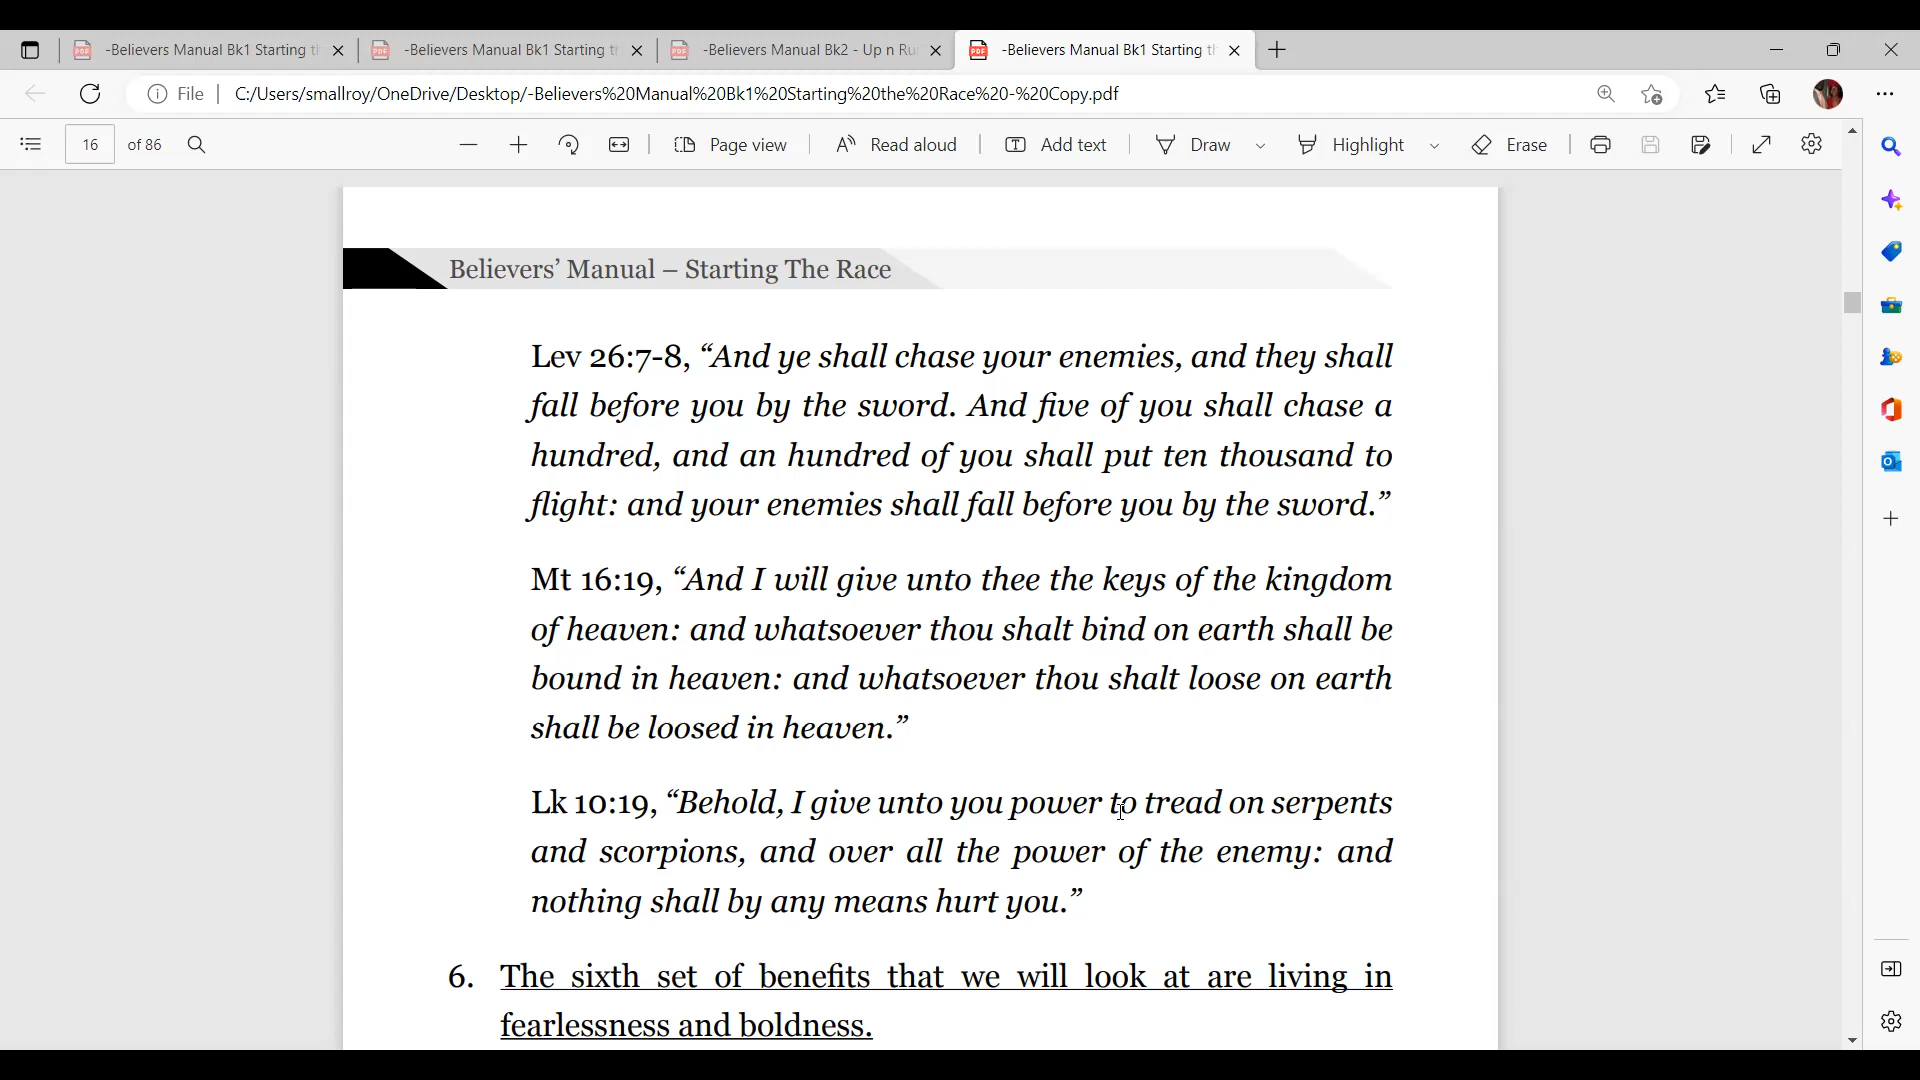 -Believers Manual Bk1 Starting th
-Believers Manual Bk1 Starting th
-Believers Manual Bk2 - Up n Ru
-Believers Manual Bk1 Starting th
File
C:/Users/smallroy/OneDrive/Desktop/-Believers%20Manual%20Bk1%20Starting%20the%20Race%20-%20Copy.pdf
16 of 86
Page view
Read aloud
Add text
Draw
Highlight
Erase
Believers’ Manual – Starting The Race
Lev 26:7-8, “And ye shall chase your enemies, and they shall
fall before you by the sword. And five of you shall chase a
hundred, and an hundred of you shall put ten thousand to
flight: and your enemies shall fall before you by the sword.”
Mt 16:19, “And I will give unto thee the keys of the kingdom
of heaven: and whatsoever thou shalt bind on earth shall be
bound in heaven: and whatsoever thou shalt loose on earth
shall be loosed in heaven.”
Lk 10:19, “Behold, I give unto you power to tread on serpents
and scorpions, and over all the power of the enemy: and
nothing shall by any means hurt you.”
6. The sixth set of benefits that we will look at are living in
fearlessness and boldness.